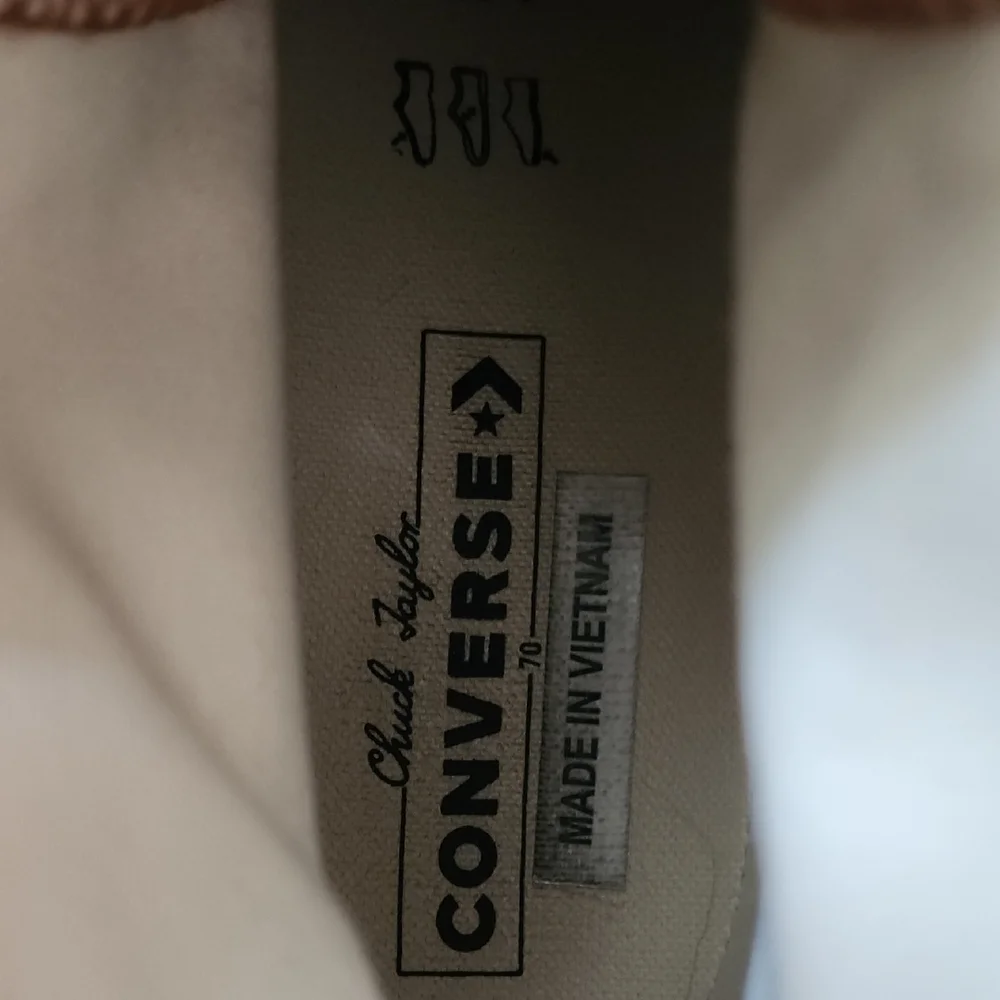 Chuck Taylor
CONVERSE
70
MADE IN VIETNAM